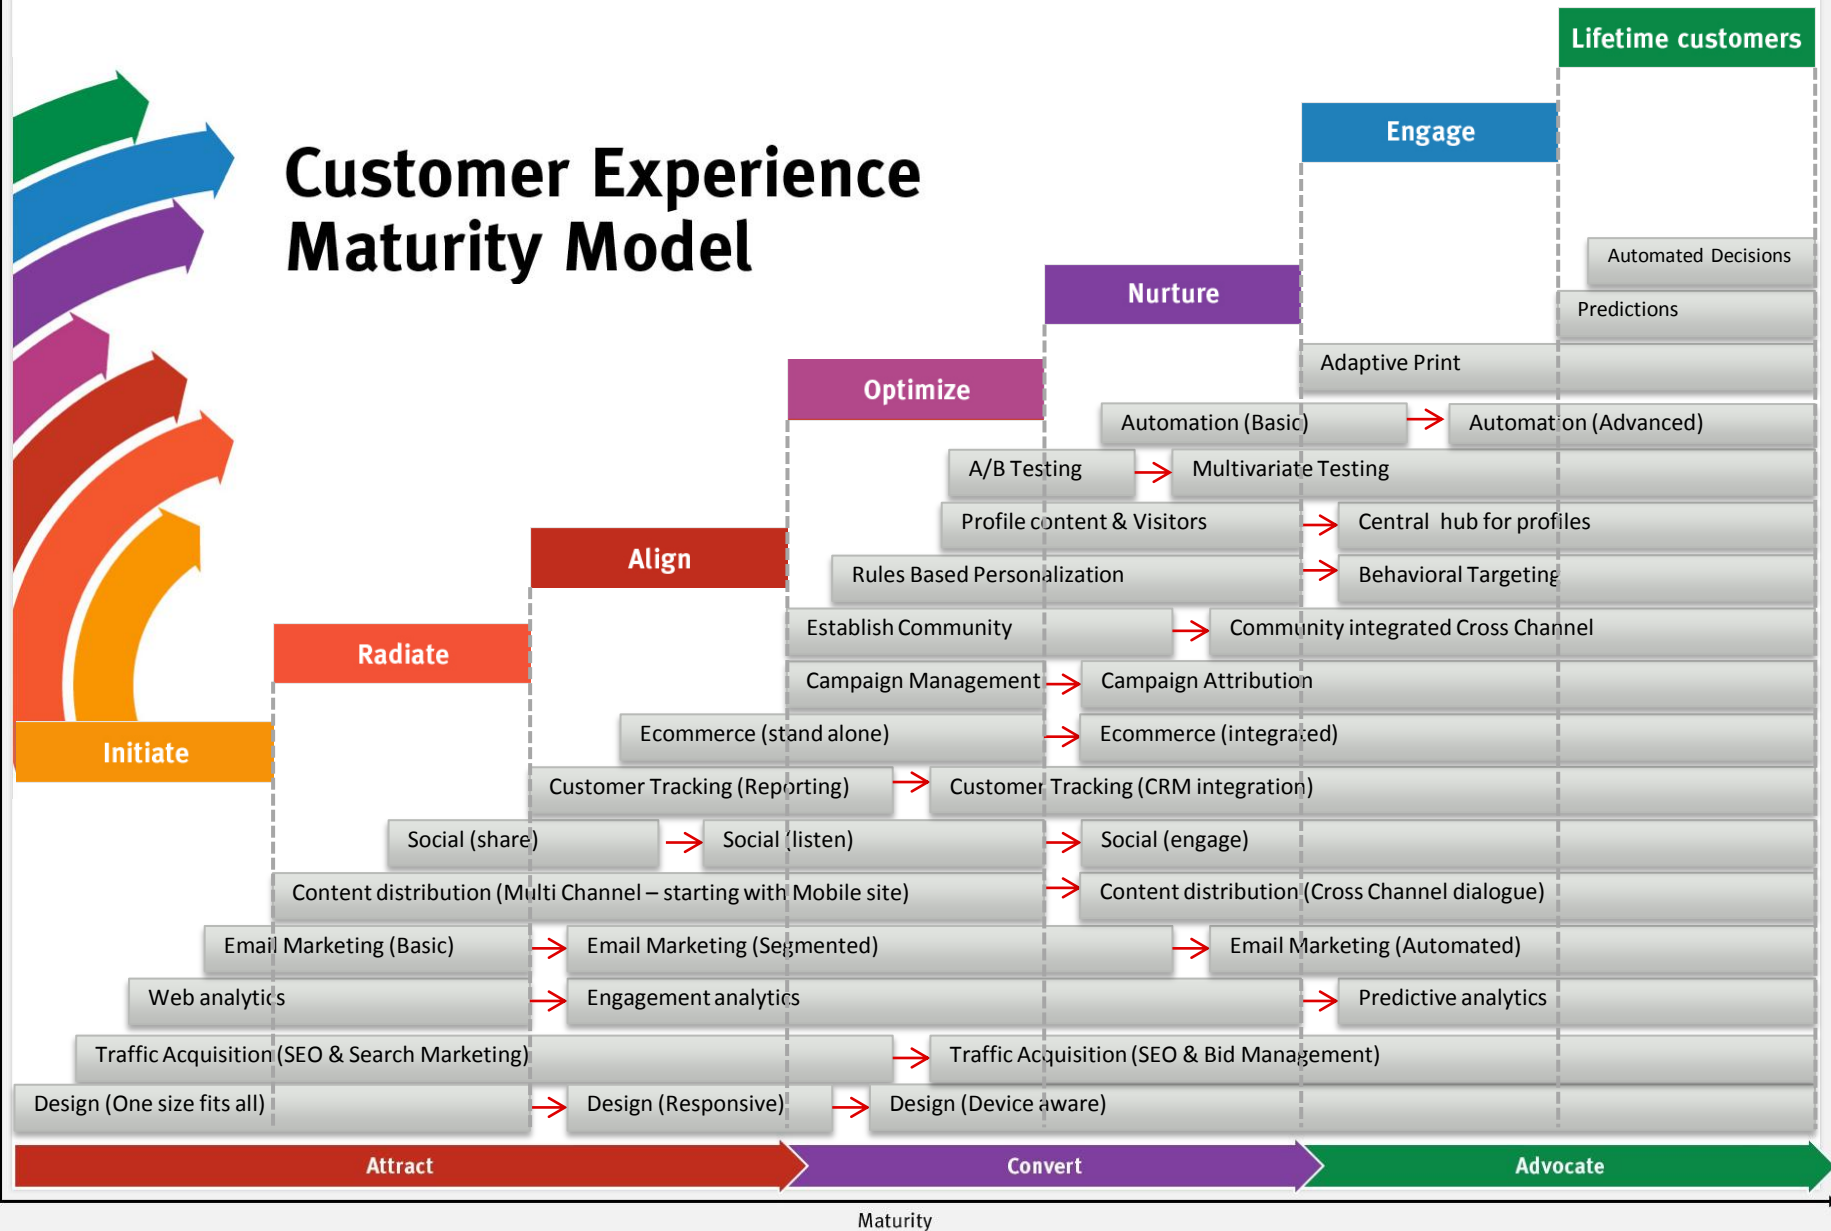 Lifetime customers
Engage
Customer Experience
Maturity Model
Automated Decisions
Nurture
Predictions
Adaptive Print
Optimize
Automation (Basic) Automation (Advanced)
A/B Testing Multivariate Testing
Profile content & Visitors Central hub for profiles
Align
Rules Based Personalization Behavioral Targeting
Establish Community Community integrated Cross Channel
Radiate
Campaign Management Campaign Attribution
Ecommerce (stand alone) Ecommerce (integrated)
Initiate
Customer Tracking (Reporting) Customer Tracking (CRM integration)
Social (share) Social (listen) Social (engage)
Content distribution (Multi Channel – starting with Mobile site) Content distribution (Cross Channel dialogue)
Email Marketing (Basic) Email Marketing (Segmented) Email Marketing (Automated)
Web analytics Engagement analytics Predictive analytics
Traffic Acquisition (SEO & Search Marketing) Traffic Acquisition (SEO & Bid Management)
Design (One size fits all) Design (Responsive) Design (Device aware)
Attract Convert Advocate
Maturity